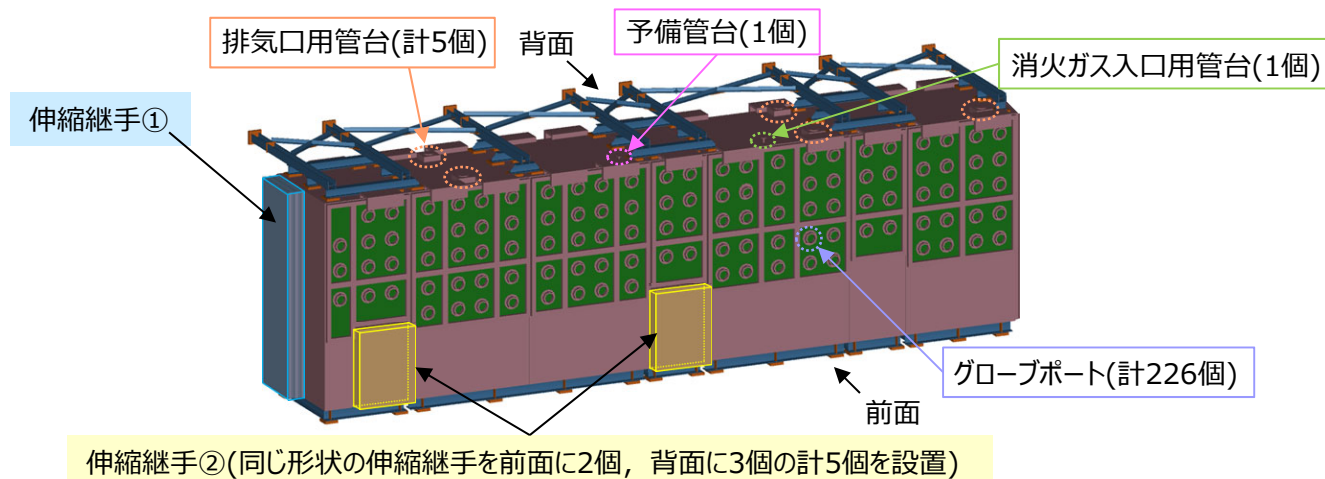 排気口用管台(計5個)
背面
予備管台(1個)
消火ガス入口用管台(1個)
伸縮継手①
グローブポート(計226個)
前面
伸縮継手②(同じ形状の伸縮継手を前面に2個，背面に3個の計5個を設置)